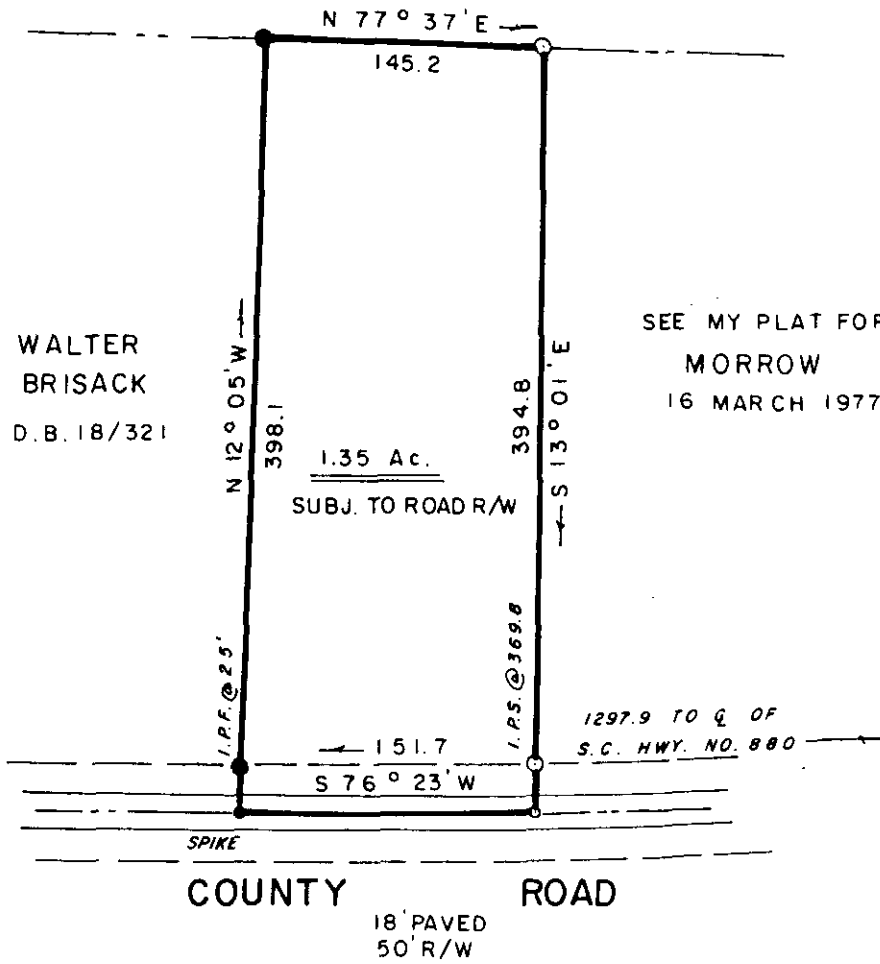 N 77° 37' E
145.2
WALTER
BRISACK
D.B. 18/321
N 12° 05' W
398.1
1.35 Ac.
SUBJ. TO ROAD R/W
394.8
S 13° 01' E
SEE MY PLAT FOR
MORROW
16 MARCH 1977
I.P.F. @ 25'
I.P.S. @ 369.8
1297.9 TO ℄ OF
S.C. HWY. NO. 880
151.7
S 76° 23' W
SPIKE
COUNTY ROAD
18' PAVED
50' R/W